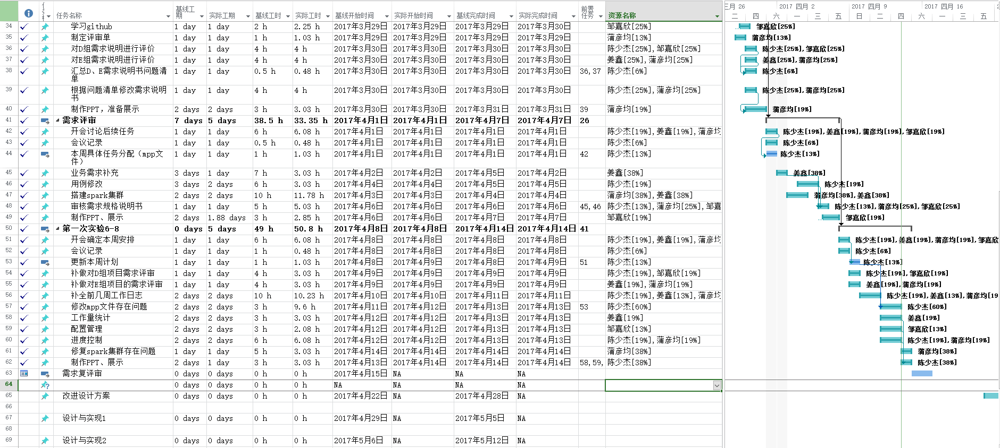 三月 26 2017 四月 2 2017 四月 9 2017 四月 16
任务名称 基线工期 实际工期 基线工时 实际工时 基线开始时间 实际开始时间 基线完成时间 实际完成时间 前置任务 资源名称 二 四 六 一 三 五 日 二 四 六 一 三 五
34 学习github 1 day 1 day 2 h 2.25 h 2017年3月29日 2017年3月29日 2017年3月29日 2017年3月30日 邹嘉欣[25%] 邹嘉欣[25%]
35 制定评审单 1 day 1 day 1 h 1.03 h 2017年3月29日 2017年3月29日 2017年3月29日 2017年3月29日 蒲彦均[13%] 蒲彦均[13%]
36 对D组需求说明进行评价 1 day 1 day 4 h 4 h 2017年3月30日 2017年3月30日 2017年3月30日 2017年3月30日 陈少杰[25%],邹嘉欣[25%] 陈少杰[25%],邹嘉欣[25%]
37 对E组需求说明进行评价 1 day 1 day 4 h 4 h 2017年3月30日 2017年3月30日 2017年3月30日 2017年3月30日 姜鑫[25%],蒲彦均[25%] 姜鑫[25%],蒲彦均[25%]
38 汇总D、E需求说明书问题清 1 day 1 day 0.5 h 0.48 h 2017年3月30日 2017年3月30日 2017年3月30日 2017年3月30日 36,37 陈少杰[6%] 陈少杰[6%]
单
39 根据问题清单修改需求说明 1 day 1 day 4 h 4 h 2017年3月30日 2017年3月30日 2017年3月30日 2017年3月30日 陈少杰[25%],蒲彦均[25%] 陈少杰[25%],蒲彦均[25%]
书
40 制作PPT，准备展示 2 days 2 days 3 h 3.03 h 2017年3月30日 2017年3月30日 2017年3月31日 2017年3月31日 39 蒲彦均[19%] 蒲彦均[19%]
41 需求评审 7 days 5 days 38.5 h 33.35 h 2017年4月1日 2017年4月1日 2017年4月7日 2017年4月7日 26
42 开会讨论后续任务 1 day 1 day 6 h 6.08 h 2017年4月1日 2017年4月1日 2017年4月1日 2017年4月1日 陈少杰[19%],姜鑫[19%],蒲彦均 陈少杰[19%],姜鑫[19%],蒲彦均[19%],邹嘉欣[19%]
43 会议记录 1 day 1 day 0.5 h 0.48 h 2017年4月1日 2017年4月1日 2017年4月1日 2017年4月1日 陈少杰[6%] 陈少杰[6%]
44 本周具体任务分配（mpp文 1 day 1 day 1 h 1.03 h 2017年4月1日 2017年4月1日 2017年4月1日 2017年4月1日 42 陈少杰[13%] 陈少杰[13%]
件）
45 业务需求补充 3 days 1 day 7 h 3.03 h 2017年4月2日 2017年4月2日 2017年4月5日 2017年4月2日 姜鑫[38%] 姜鑫[38%]
46 用例修改 3 days 2 days 6 h 3.03 h 2017年4月4日 2017年4月4日 2017年4月5日 2017年4月5日 陈少杰[19%] 陈少杰[19%]
47 搭建spark集群 2 days 2 days 10 h 11.78 h 2017年4月3日 2017年4月3日 2017年4月4日 2017年4月4日 蒲彦均[38%],姜鑫[38%] 蒲彦均[38%],姜鑫[38%]
48 审核需求规格说明书 1 day 1 day 5 h 5.03 h 2017年4月6日 2017年4月6日 2017年4月6日 2017年4月6日 45,46 陈少杰[13%],蒲彦均[25%],邹嘉 陈少杰[13%],蒲彦均[25%],邹嘉欣[25%]
49 制作PPT、展示 2 days 1.88 days 3 h 2.85 h 2017年4月6日 2017年4月6日 2017年4月7日 2017年4月7日 邹嘉欣[19%] 邹嘉欣[19%]
50 第一次实验6-8 0 days 5 days 49 h 50.8 h 2017年4月8日 2017年4月8日 2017年4月14日 2017年4月14日 41
51 开会确定本周安排 1 day 1 day 6 h 6.08 h 2017年4月8日 2017年4月8日 2017年4月8日 2017年4月8日 陈少杰[19%],姜鑫[19%],蒲彦均 陈少杰[19%],姜鑫[19%],蒲彦均[19%],邹嘉欣
52 会议记录 1 day 1 day 1 h 0.48 h 2017年4月8日 2017年4月8日 2017年4月8日 2017年4月8日 陈少杰[6%] 陈少杰[6%]
53 更新本周计划 1 day 1 day 1 h 1.03 h 2017年4月8日 2017年4月9日 2017年4月8日 2017年4月9日 51 陈少杰[13%] 陈少杰[13%]
54 补做对D组项目需求评审 1 day 1 day 4 h 3.03 h 2017年4月9日 2017年4月9日 2017年4月9日 2017年4月9日 陈少杰[19%],邹嘉欣[19%] 陈少杰[19%],邹嘉欣[19%]
55 补做对E组项目的需求评审 1 day 1 day 4 h 3.03 h 2017年4月9日 2017年4月9日 2017年4月9日 2017年4月9日 姜鑫[19%],蒲彦均[19%] 姜鑫[19%],蒲彦均[19%]
56 补全前几周工作日志 2 days 2 days 10 h 10.23 h 2017年4月10日 2017年4月10日 2017年4月11日 2017年4月11日 陈少杰[19%],姜鑫[13%],蒲彦均 陈少杰[19%],姜鑫[13%],蒲彦均[19
57 修改mpp文件存在问题 2 days 2 days 3 h 9.6 h 2017年4月11日 2017年4月12日 2017年4月13日 2017年4月13日 53 陈少杰[60%] 陈少杰[60%]
58 工作量统计 2 days 2 days 3 h 3.03 h 2017年4月12日 2017年4月12日 2017年4月13日 2017年4月13日 姜鑫[19%] 姜鑫[19%]
59 配置管理 2 days 2 days 3 h 2.08 h 2017年4月12日 2017年4月12日 2017年4月13日 2017年4月13日 邹嘉欣[13%] 邹嘉欣[13%]
60 进度控制 2 days 2 days 6 h 6.08 h 2017年4月12日 2017年4月12日 2017年4月13日 2017年4月13日 陈少杰[19%],蒲彦均[19%] 陈少杰[19%],蒲彦均[19%]
61 修复spark集群存在问题 1 day 1 day 5 h 3.03 h 2017年4月14日 2017年4月14日 2017年4月14日 2017年4月14日 蒲彦均[38%] 蒲彦均[38%]
62 制作PPT、展示 2 days 1 day 3 h 3.03 h 2017年4月13日 2017年4月14日 2017年4月14日 2017年4月14日 58,59, 陈少杰[38%] 陈少杰[38%]
63 需求复评审 0 days 0 days 0 h 0 h 2017年4月15日 NA NA NA
64 0 days 0 days 0 h 0 h NA NA NA NA
65 改进设计方案 0 days 0 days 0 h 0 h 2017年4月22日 NA 2017年4月28日 NA
66
67 设计与实现1 0 days 0 days 0 h 0 h 2017年4月29日 NA 2017年5月5日 NA
68
69 设计与实现2 0 days 0 days 0 h 0 h 2017年5月6日 NA 2017年5月12日 NA